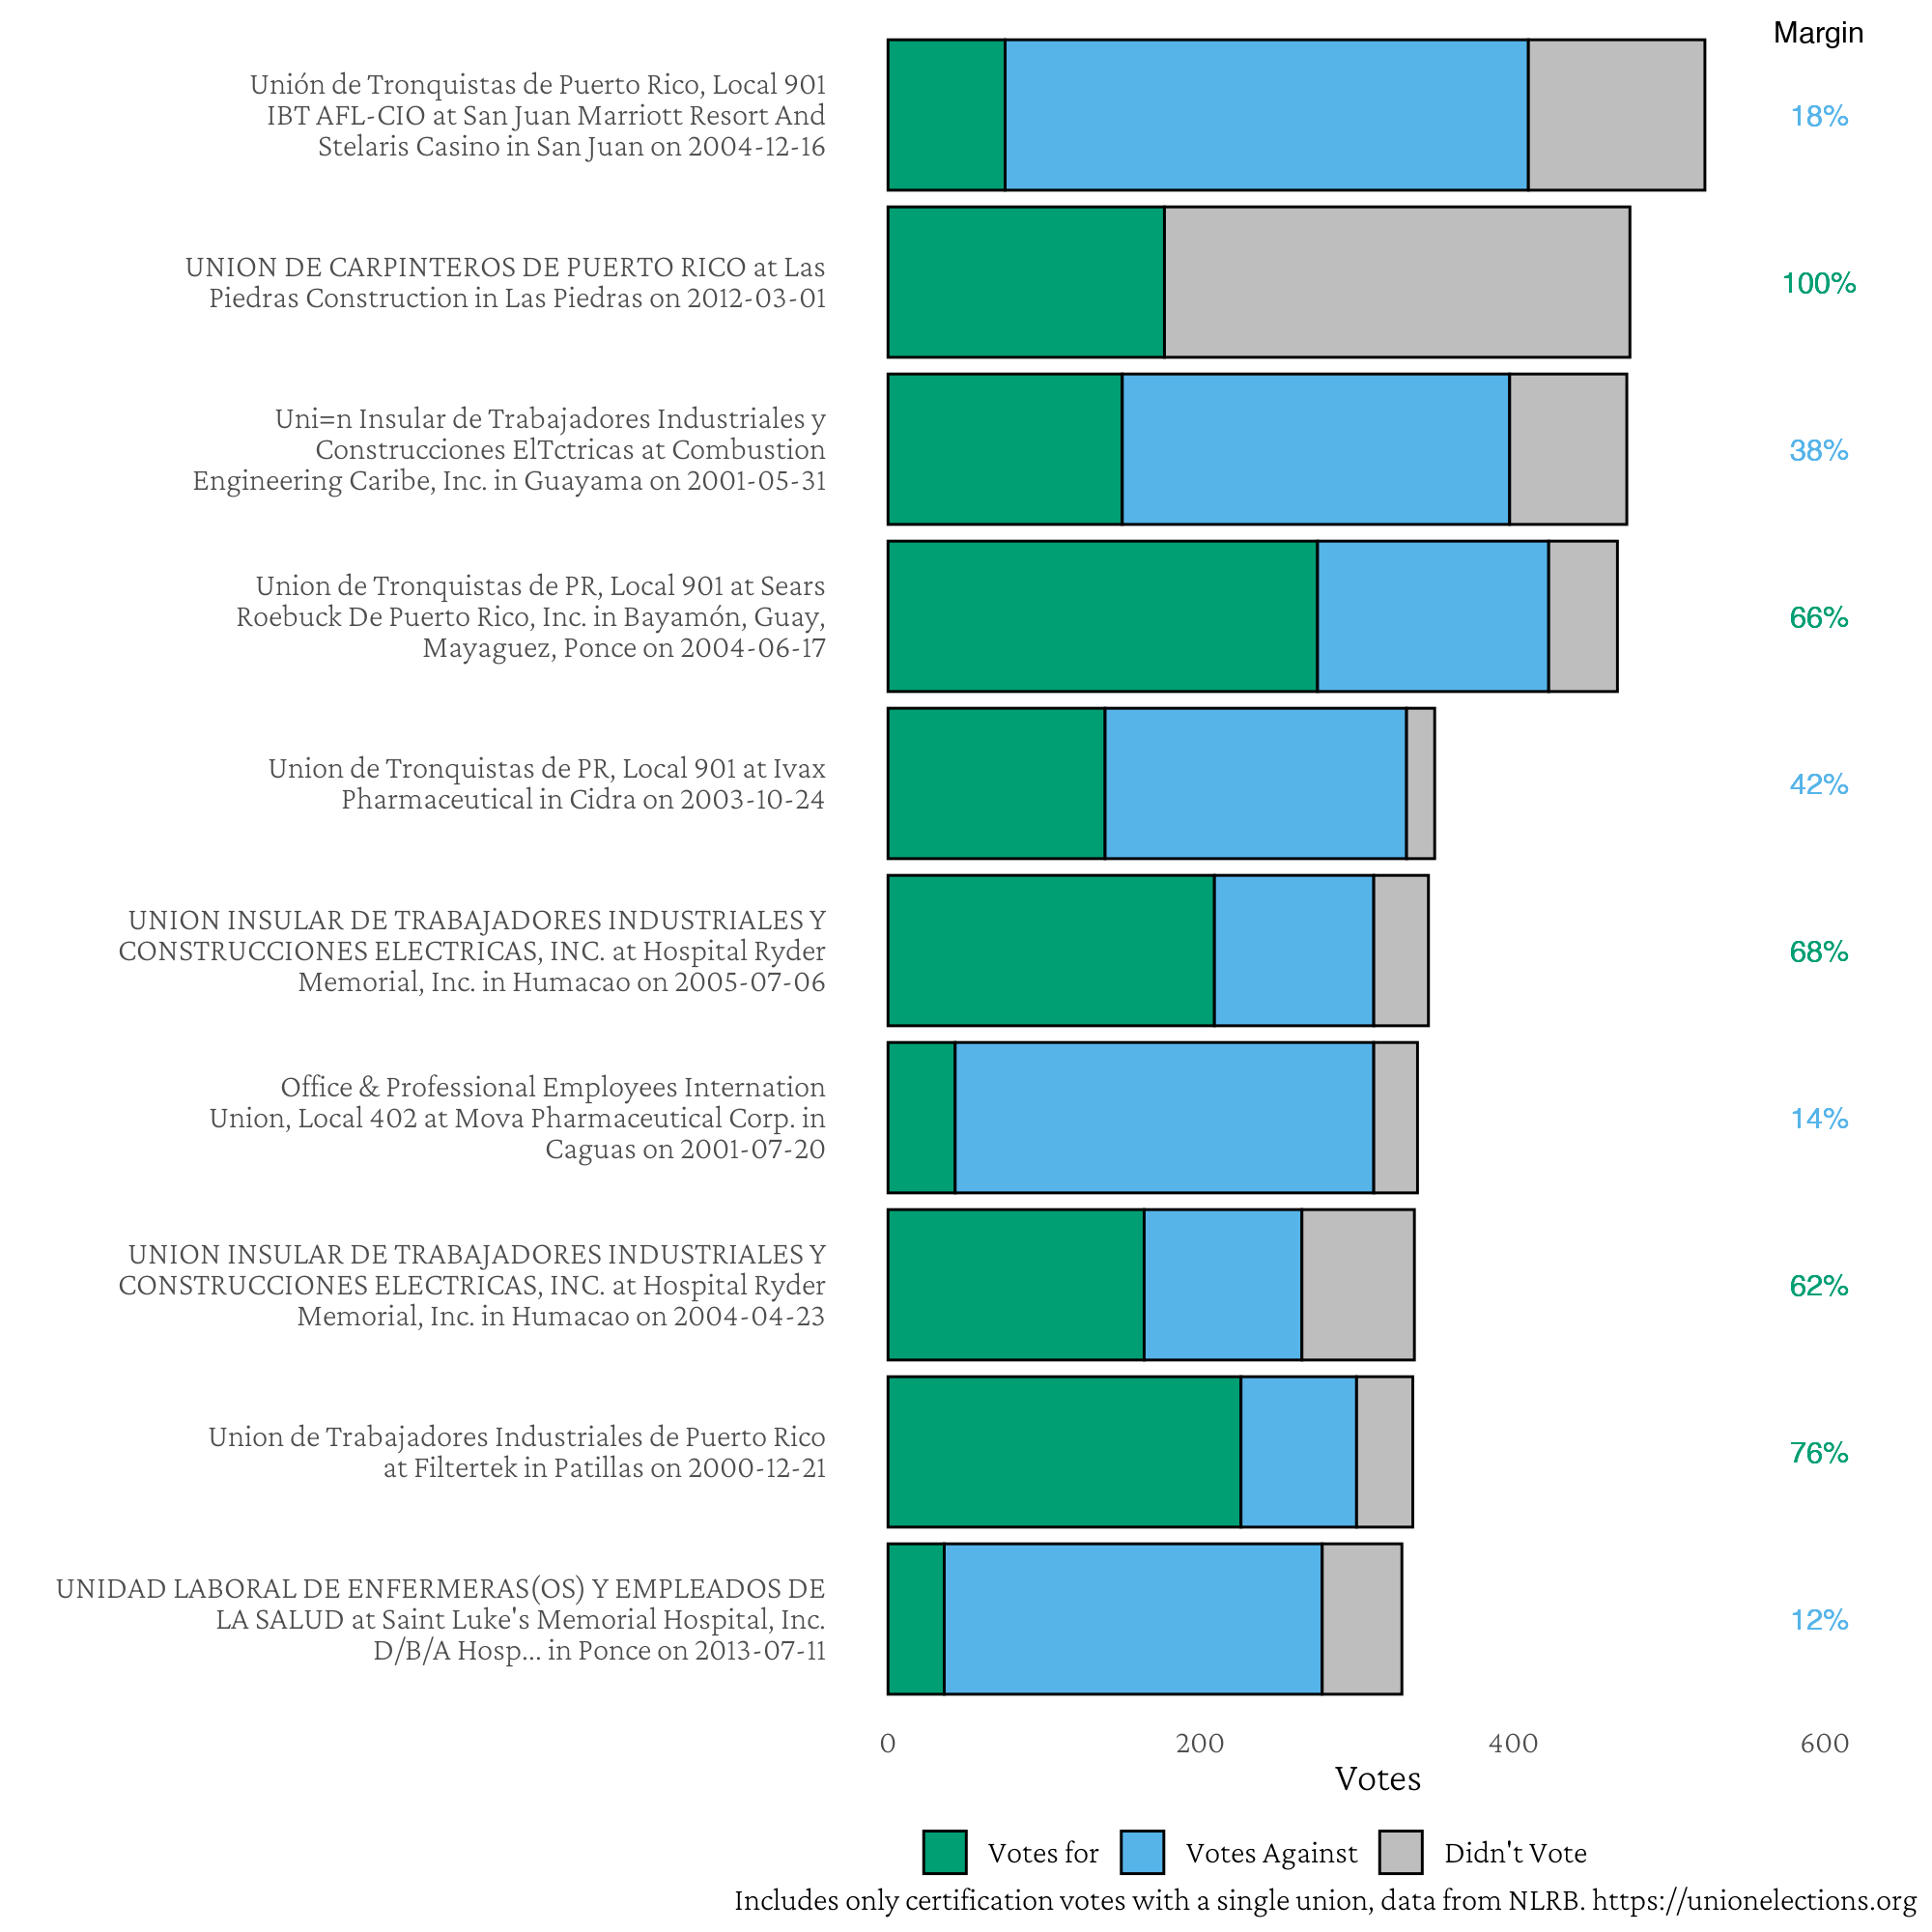 Margin
Unión de Tronquistas de Puerto Rico, Local 901
IBT AFL-CIO at San Juan Marriott Resort And
Stelaris Casino in San Juan on 2004-12-16
18%
UNION DE CARPINTEROS DE PUERTO RICO at Las
Piedras Construction in Las Piedras on 2012-03-01
100%
Uni=n Insular de Trabajadores Industriales y
Construcciones ElTctricas at Combustion
Engineering Caribe, Inc. in Guayama on 2001-05-31
38%
Union de Tronquistas de PR, Local 901 at Sears
Roebuck De Puerto Rico, Inc. in Bayamón, Guay,
Mayaguez, Ponce on 2004-06-17
66%
Union de Tronquistas de PR, Local 901 at Ivax
Pharmaceutical in Cidra on 2003-10-24
42%
UNION INSULAR DE TRABAJADORES INDUSTRIALES Y
CONSTRUCCIONES ELECTRICAS, INC. at Hospital Ryder
Memorial, Inc. in Humacao on 2005-07-06
68%
Office & Professional Employees Internation
Union, Local 402 at Mova Pharmaceutical Corp. in
Caguas on 2001-07-20
14%
UNION INSULAR DE TRABAJADORES INDUSTRIALES Y
CONSTRUCCIONES ELECTRICAS, INC. at Hospital Ryder
Memorial, Inc. in Humacao on 2004-04-23
62%
Union de Trabajadores Industriales de Puerto Rico
at Filtertek in Patillas on 2000-12-21
76%
UNIDAD LABORAL DE ENFERMERAS(OS) Y EMPLEADOS DE
LA SALUD at Saint Luke's Memorial Hospital, Inc.
D/B/A Hosp... in Ponce on 2013-07-11
12%
0 200 400 600
Votes
Votes for Votes Against Didn't Vote
Includes only certification votes with a single union, data from NLRB. https://unionelections.org